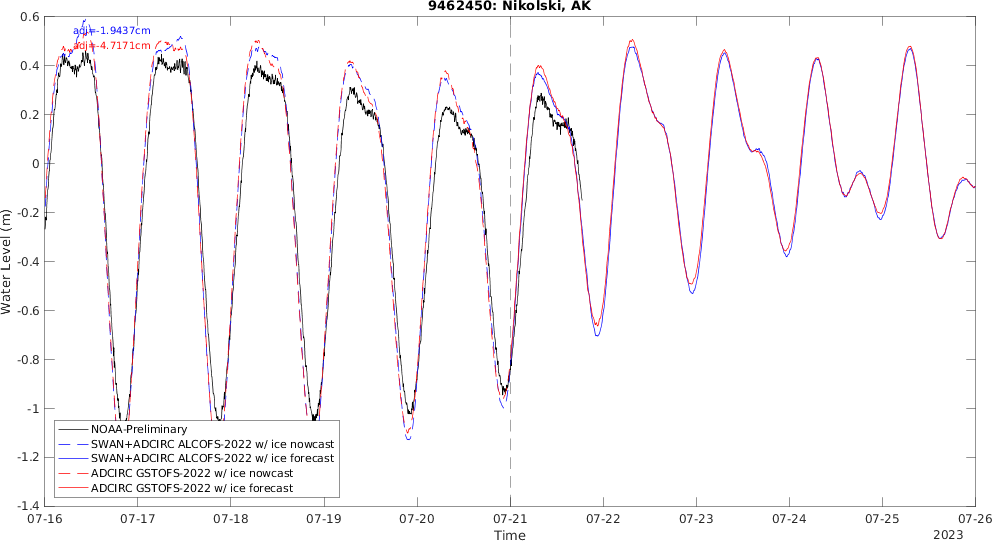 9462450: Nikolski, AK
adj=-1.9437cm
adj=-4.7171cm
0.6
0.4
0.2
0
-0.2
-0.4
-0.6
-0.8
-1
-1.2
-1.4
Water Level (m)
NOAA-Preliminary
SWAN+ADCIRC ALCOFS-2022 w/ ice nowcast
SWAN+ADCIRC ALCOFS-2022 w/ ice forecast
ADCIRC GSTOFS-2022 w/ ice nowcast
ADCIRC GSTOFS-2022 w/ ice forecast
07-16 07-17 07-18 07-19 07-20 07-21 07-22 07-23 07-24 07-25 07-26
Time
2023